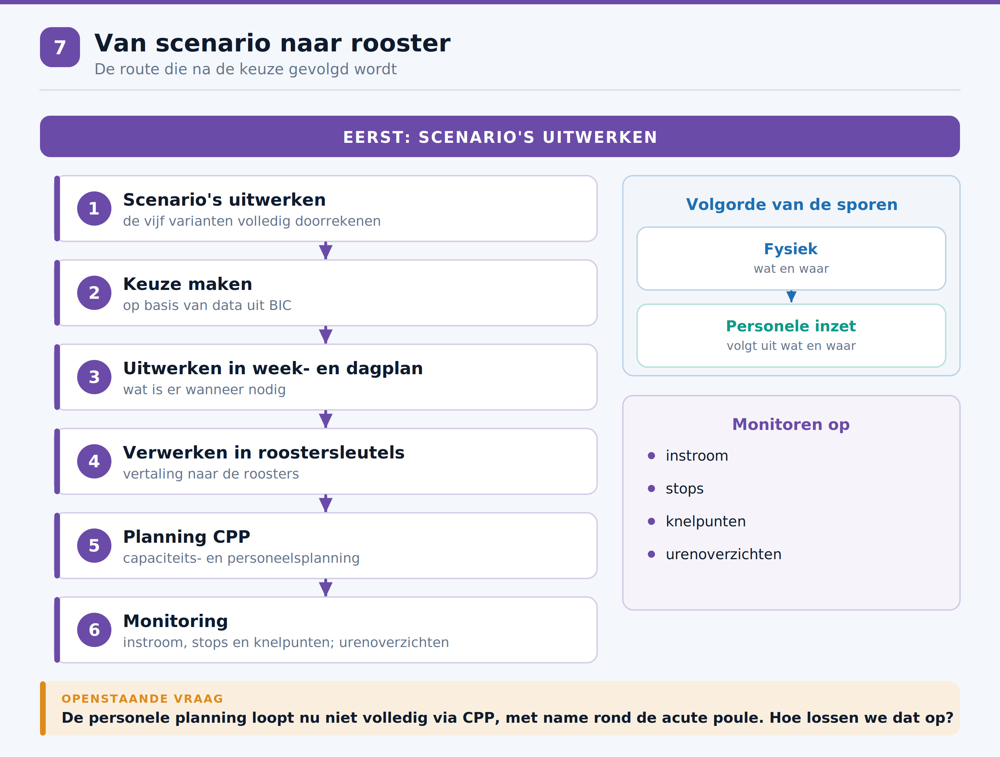 7
Van scenario naar rooster
De route die na de keuze gevolgd wordt
EERST: SCENARIO'S UITWERKEN
1
Scenario's uitwerken
de vijf varianten volledig doorrekenen
2
Keuze maken
op basis van data uit BIC
3
Uitwerken in week- en dagplan
wat is er wanneer nodig
4
Verwerken in roostersleutels
vertaling naar de roosters
5
Planning CPP
capaciteits- en personeelsplanning
6
Monitoring
instroom, stops en knelpunten; urenoverzichten
Volgorde van de sporen
Fysiek
wat en waar
Personele inzet
volgt uit wat en waar
Monitoren op
instroom
stops
knelpunten
urenoverzichten
OPENSTAANDE VRAAG
De personele planning loopt nu niet volledig via CPP, met name rond de acute poule. Hoe lossen we dat op?